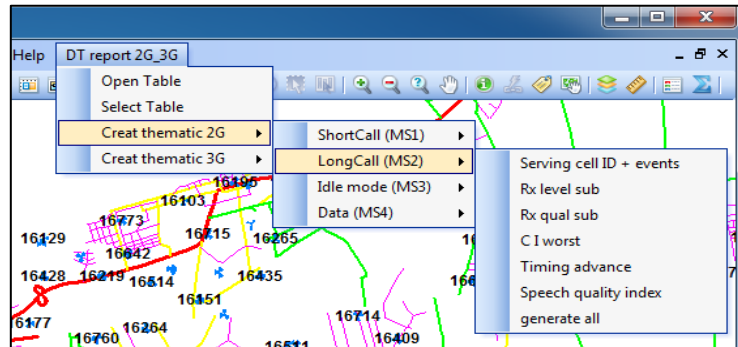 Help DT report 2G_3G
Open Table
Select Table
Creat thematic 2G
Creat thematic 3G
ShortCall (MS1)
LongCall (MS2)
Idle mode (MS3)
Data (MS4)
Serving cell ID + events
Rx level sub
Rx qual sub
C I worst
Timing advance
Speech quality index
generate all
16195
16103
16773
16129 16715 16265
16642
16428 16219 16514 16435
16151
16177 16714
16760 16264 16409